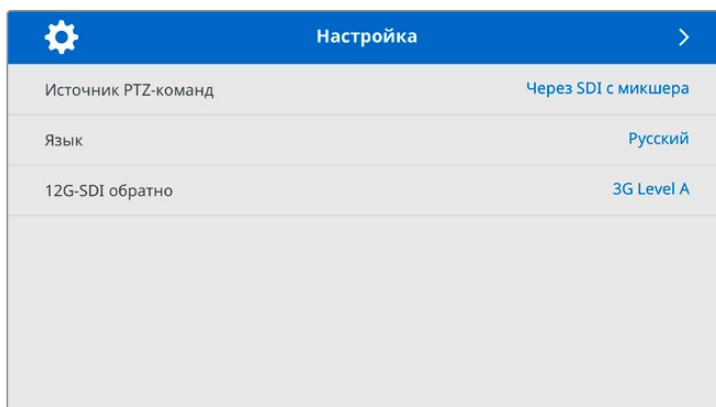 Настройка
Источник PTZ-команд Через SDI с микшера
Язык Русский
12G-SDI обратно 3G Level A